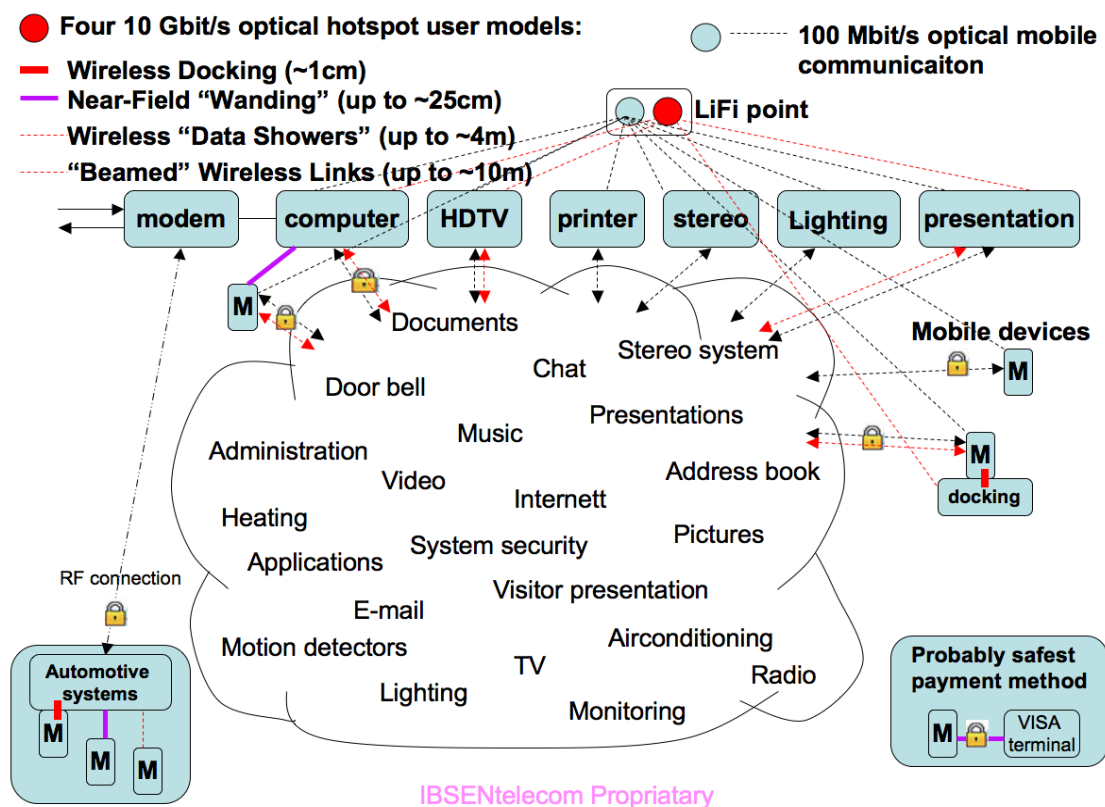 Four 10 Gbit/s optical hotspot user models:
Wireless Docking (~1cm)
Near-Field “Wanding” (up to ~25cm)
Wireless “Data Showers” (up to ~4m)
“Beamed” Wireless Links (up to ~10m)
100 Mbit/s optical mobile
communicaiton
LiFi point
modem
computer
HDTV
printer
stereo
Lighting
presentation
M
Documents
Stereo system
Chat
Door bell
Mobile devices
M
Presentations
Music
Administration
Video
Address book
M
docking
Internett
Heating
Pictures
System security
Applications
Visitor presentation
RF connection
E-mail
Motion detectors
Airconditioning
TV
Radio
Lighting
Monitoring
Automotive
systems
M
M
M
Probably safest
payment method
M
VISA
terminal
IBSENtelecom Propriatary